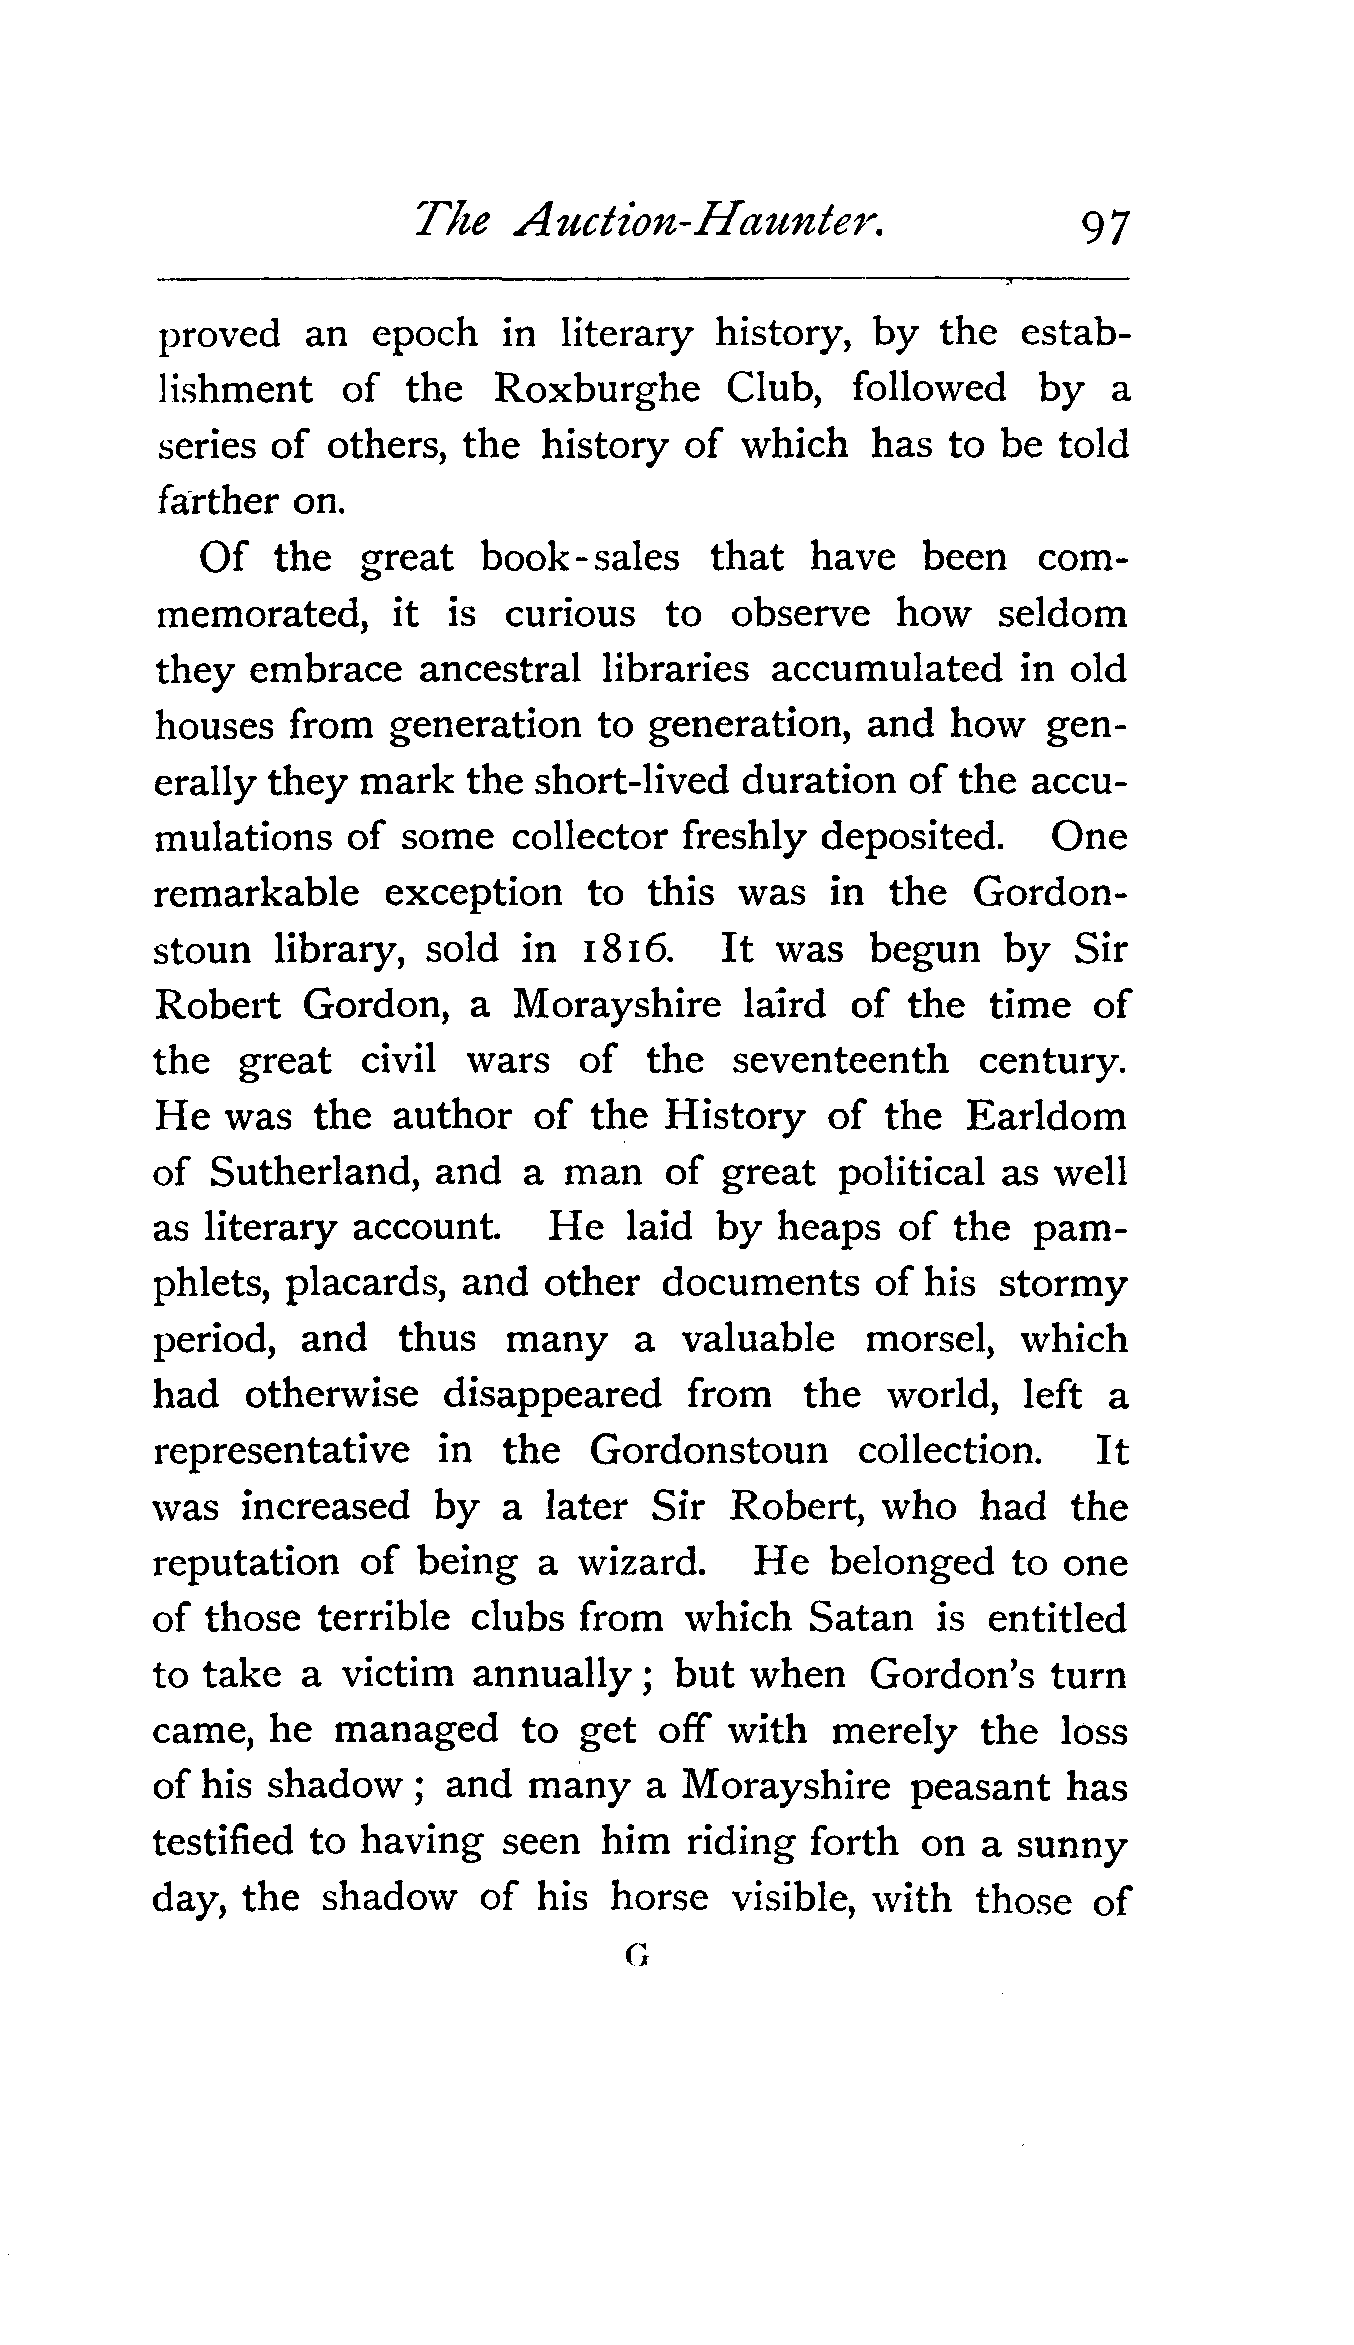 The Auction-Haunter. 97
proved an epoch in literary history, by the estab-
lishment of the Roxburghe Club, followed by a
series of others, the history of which has to be told
farther on.
Of the great book-sales that have been com-
memorated, it is curious to observe how seldom
they embrace ancestral libraries accumulated in old
houses from generation to generation, and how gen-
erally they mark the short-lived duration of the accu-
mulations of some collector freshly deposited. One
remarkable exception to this was in the Gordon-
stoun library, sold in 1816. It was begun by Sir
Robert Gordon, a Morayshire laird of the time of
the great civil wars of the seventeenth century.
He was the author of the History of the Earldom
of Sutherland, and a man of great political as well
as literary account. He laid by heaps of the pam-
phlets, placards, and other documents of his stormy
period, and thus many a valuable morsel, which
had otherwise disappeared from the world, left a
representative in the Gordonstoun collection. It
was increased by a later Sir Robert, who had the
reputation of being a wizard. He belonged to one
of those terrible clubs from which Satan is entitled
to take a victim annually; but when Gordon's turn
came, he managed to get off with merely the loss
of his shadow; and many a Morayshire peasant has
testified to having seen him riding forth on a sunny
day, the shadow of his horse visible, with those of
G